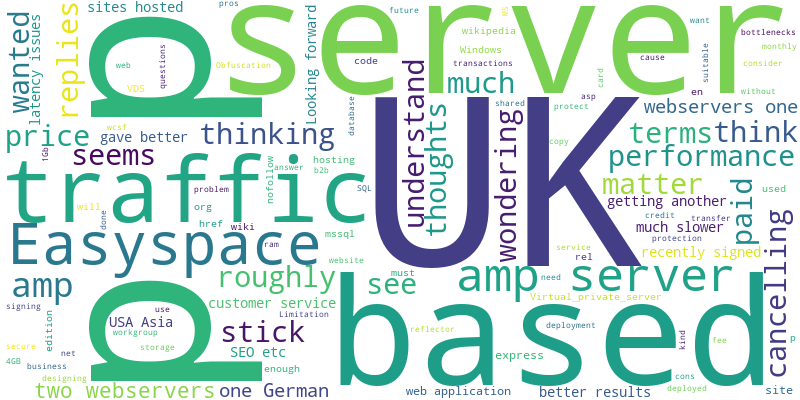 sites hosted
pros
server
future
want
Wanted
latency issues
replies
web
VDS
questions
Obfuscation
Looking forward
code
wikipedia
Windows
transactions
MS
card
cause
suitable
bottlenecks
monthly
consider
much
en
without
p
UK
asp
shared
protect
webservers one
price
wcsf
gave better
thinking
database
understand
thoughts
wondering
copy
terms
think
seems
1Gb
traffic
nofollow
hosting
answer
b2b
SQL
performance
matter
used
getting another
paid
will
org
problem
href
wiki
done
mssql
credit
transfer
much slower
protection
recently signed
cancelling
Easyspace
ram
website
service
rel
amp
roughly
must
see
amp server
need
p
customer service
Virtual_private_server
signing
USA Asia
use
workgroup
storage
Limitation
stick
based
reflector
deployment
kind
fee
p
edition
secure
4GB
net
business
designing
SEO etc
enough
express
cons
deployed
two webservers
one German
web application
better results
site